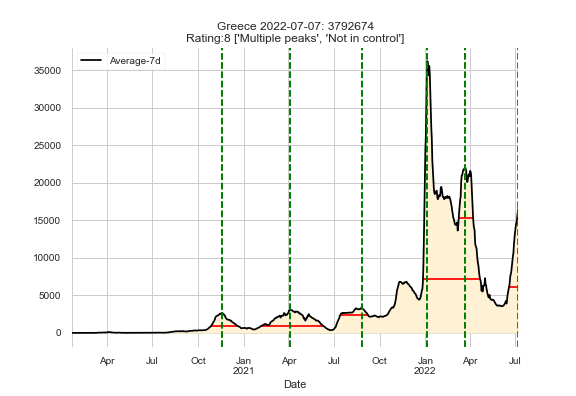 Greece 2022-07-07: 3792674
Rating:8 ['Multiple peaks', 'Not in control']
Average-7d
35000
30000
25000
20000
15000
10000
5000
0
Apr Jul Oct Jan Apr Jul Oct Jan Apr Jul
2021 2022
Date